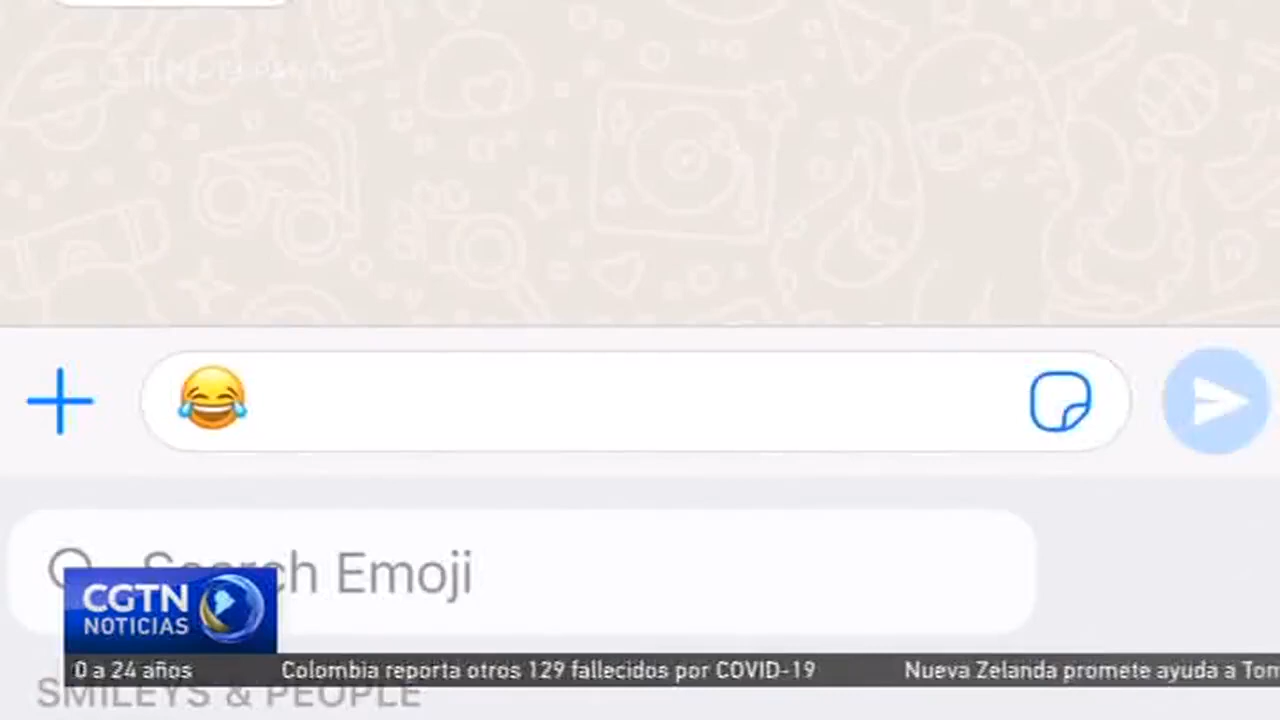 Search Emoji
CGTN
NOTICIAS
0 a 24 años Colombia reporta otros 129 fallecidos por COVID-19 Nueva Zelanda promete ayuda a Ton
SMILEYS & PEOPLE